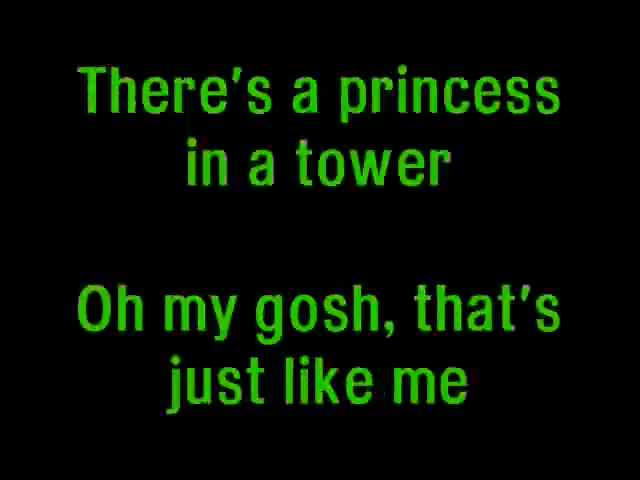 There's a princess
in a tower
Oh my gosh, that's
just like me